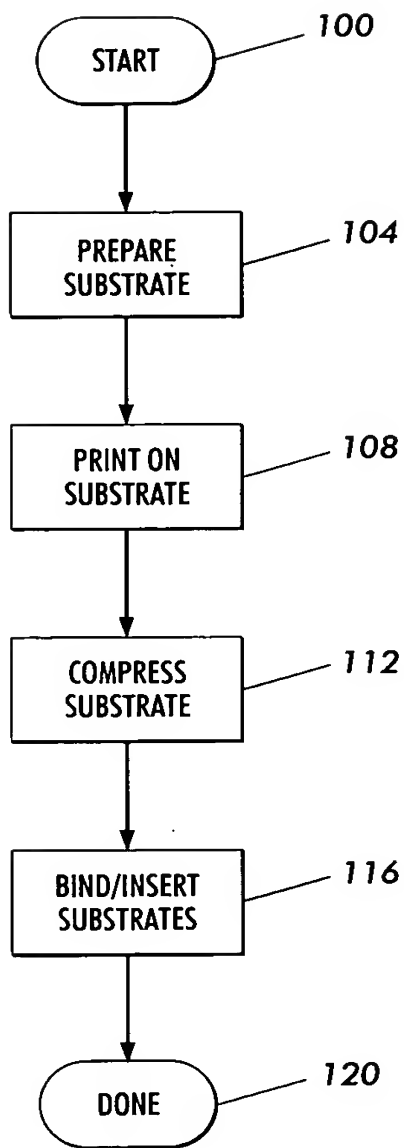 START
100
PREPARE
SUBSTRATE
104
PRINT ON
SUBSTRATE
108
COMPRESS
SUBSTRATE
112
BIND/INSERT
SUBSTRATES
116
DONE
120